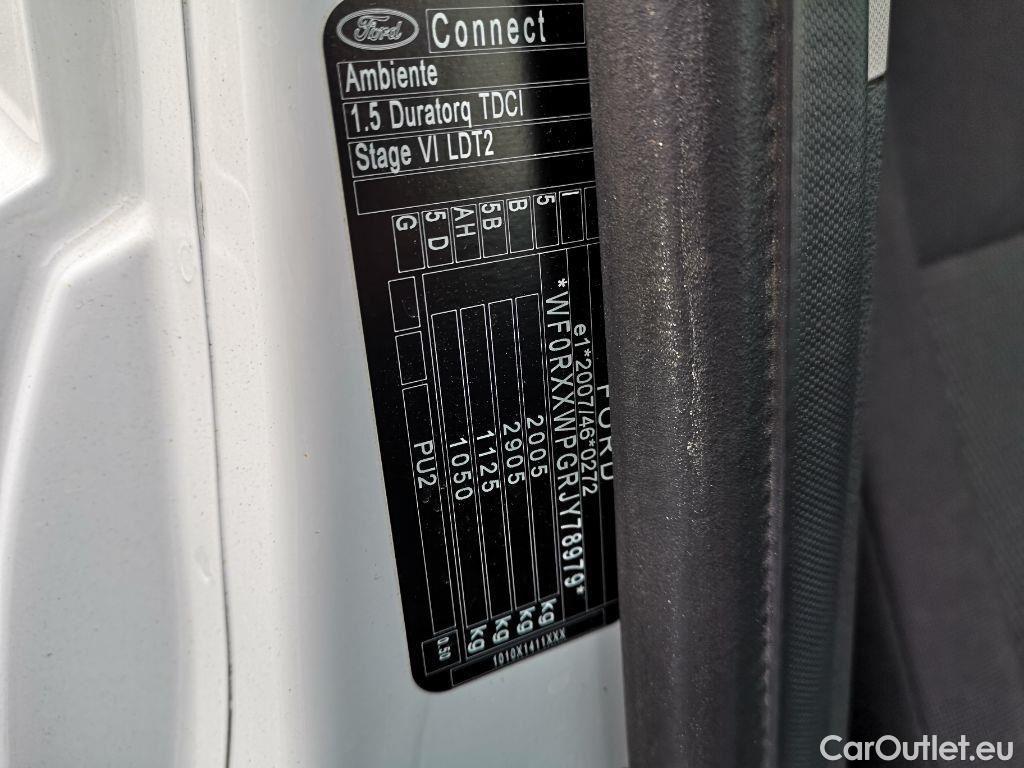 Ford Connect
Ambiente
1.5 Duratorq TDCI
Stage VI LDT2
FORD
e1*2007/46*0272
*WF0RXXWPGRJY78979*
2005 kg
2905 kg
1125 kg
1050 kg
PU2
0.50
1010X1411XXX
I
5
B
5B
AH
5 D
G
CarOutlet.eu